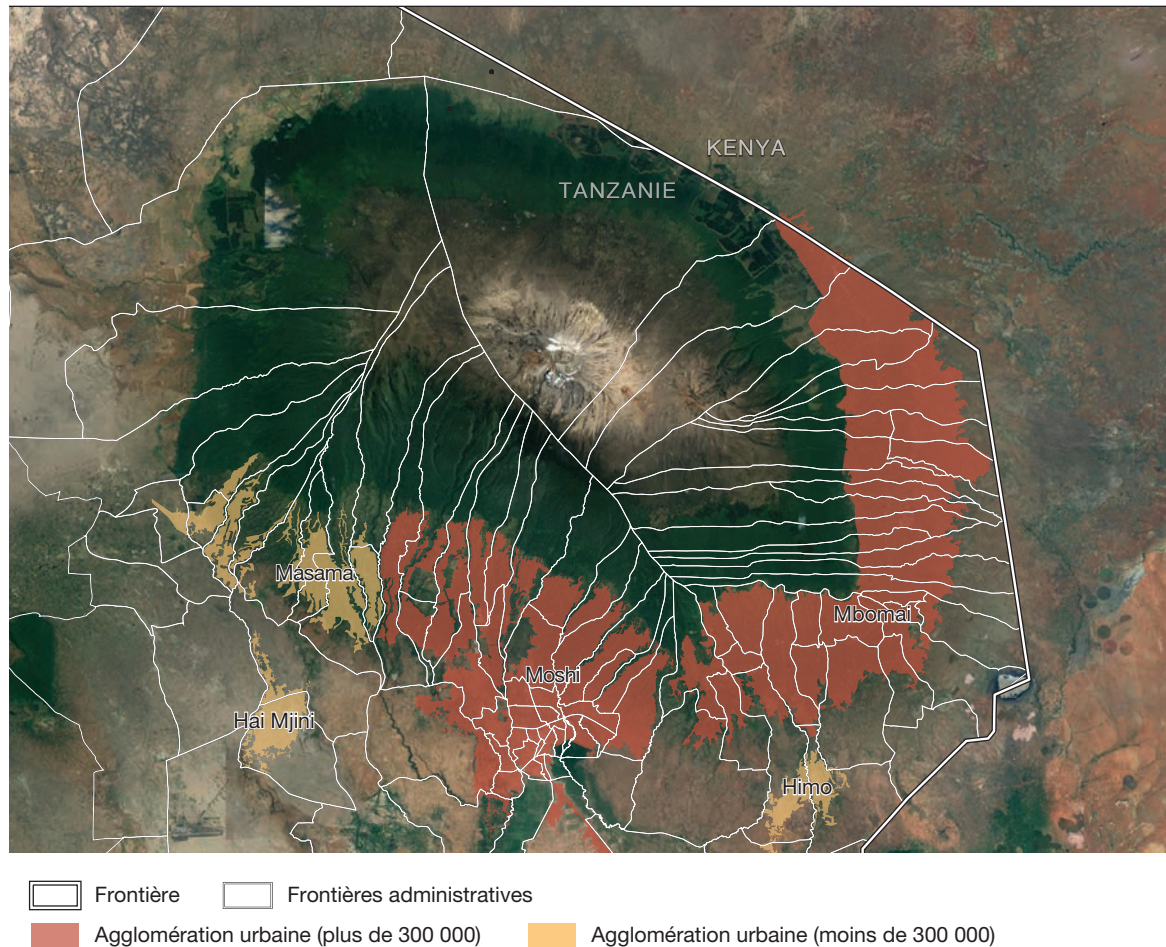 KENYA
TANZANIE
Masama
Mbomai
Moshi
Hai Mjini
Himo
Frontière
Frontières administratives
Agglomération urbaine (plus de 300 000)
Agglomération urbaine (moins de 300 000)